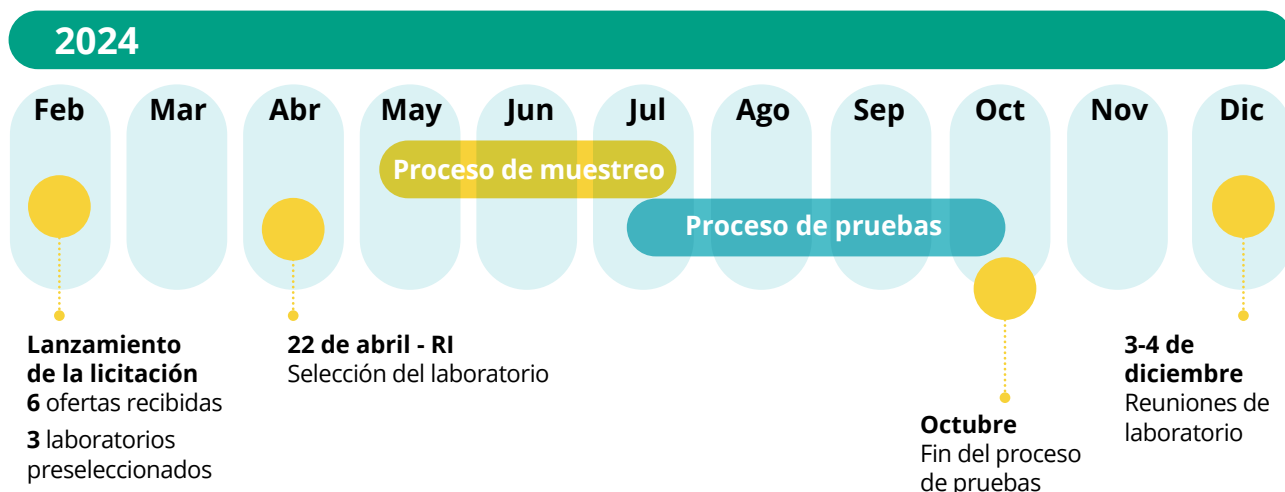 2024
Feb Mar Abr May Jun Jul Ago Sep Oct Nov Dic
Proceso de muestreo
Proceso de pruebas
Lanzamiento
de la licitación
6 ofertas recibidas
3 laboratorios
preseleccionados
22 de abril - RI
Selección del laboratorio
Octubre
Fin del proceso
de pruebas
3-4 de
diciembre
Reuniones de
laboratorio